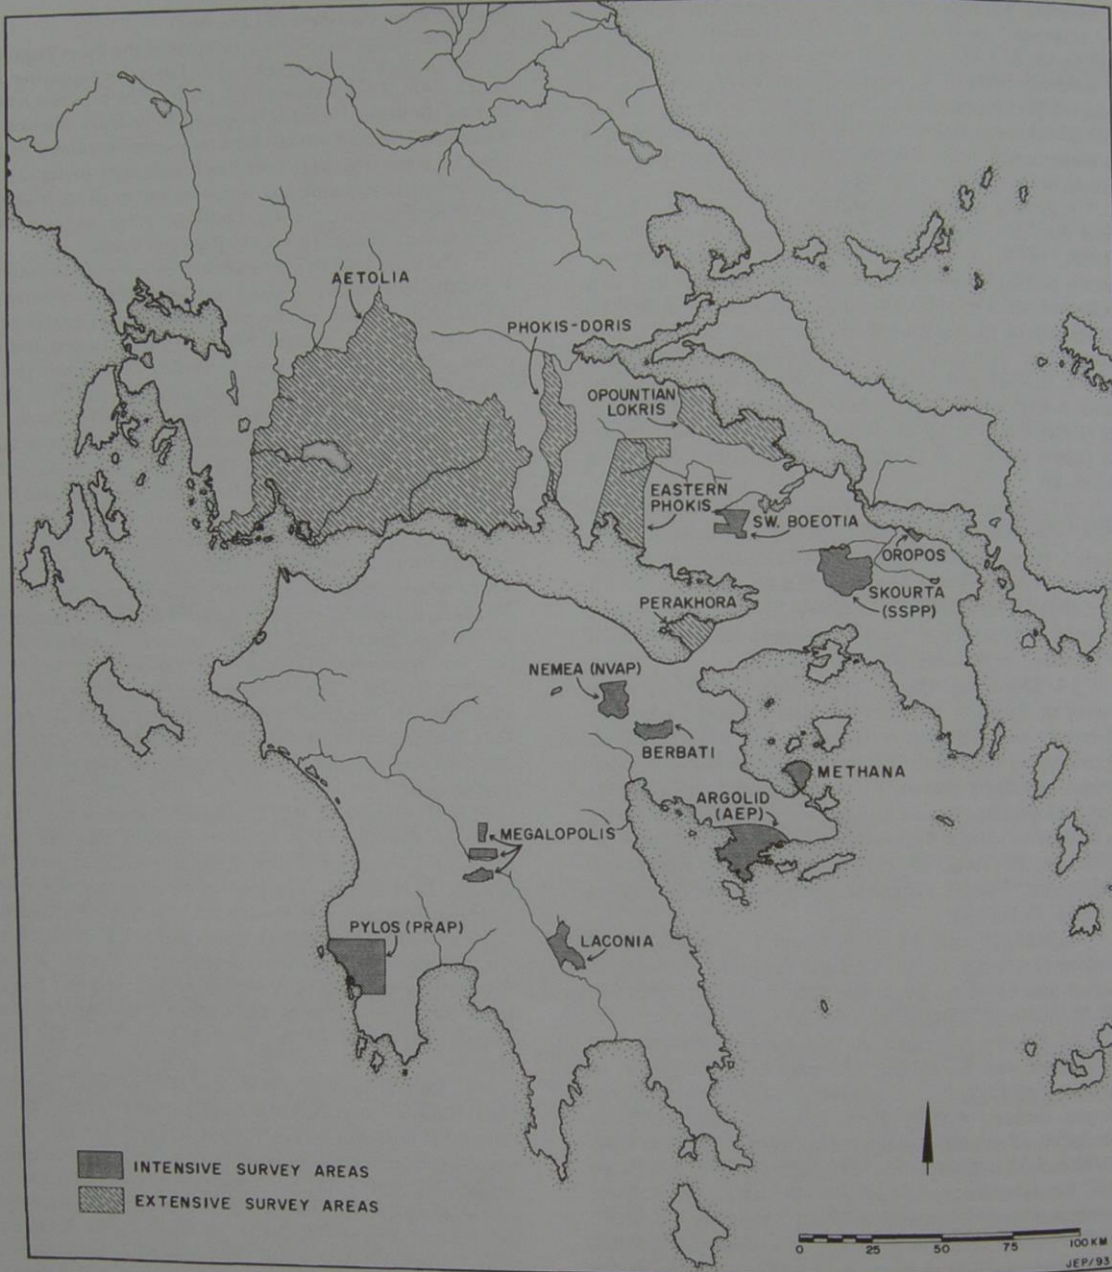 AETOLIA
PHOKIS-DORIS
OPOUNTIAN
LOKRIS
EASTERN
PHOKIS
SW. BOEOTIA
OROPOS
SKOURTA
(SSPP)
PERAKHORA
NEMEA (NVAP)
BERBATI
METHANA
ARGOLID
(AEP)
MEGALOPOLIS
PYLOS (PRAP)
LACONIA
INTENSIVE SURVEY AREAS
EXTENSIVE SURVEY AREAS
0 25 50 75 100 KM
JEP/93